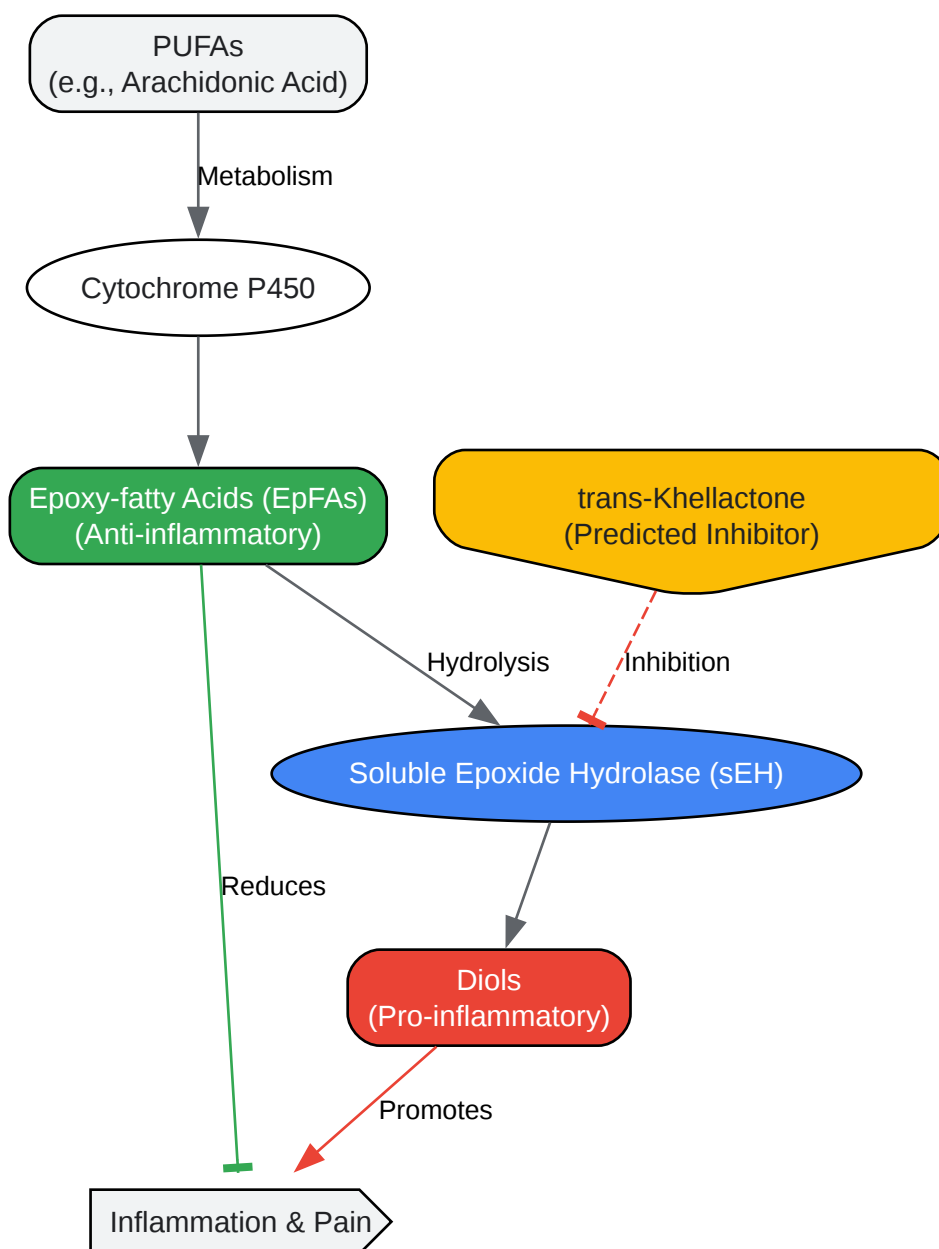 PUFAs
(e.g., Arachidonic Acid)
Metabolism
Cytochrome P450
Epoxy-fatty Acids (EpFAs)
(Anti-inflammatory)
trans-Khellactone
(Predicted Inhibitor)
Hydrolysis
Inhibition
Soluble Epoxide Hydrolase (sEH)
Reduces
Diols
(Pro-inflammatory)
Promotes
Inflammation & Pain